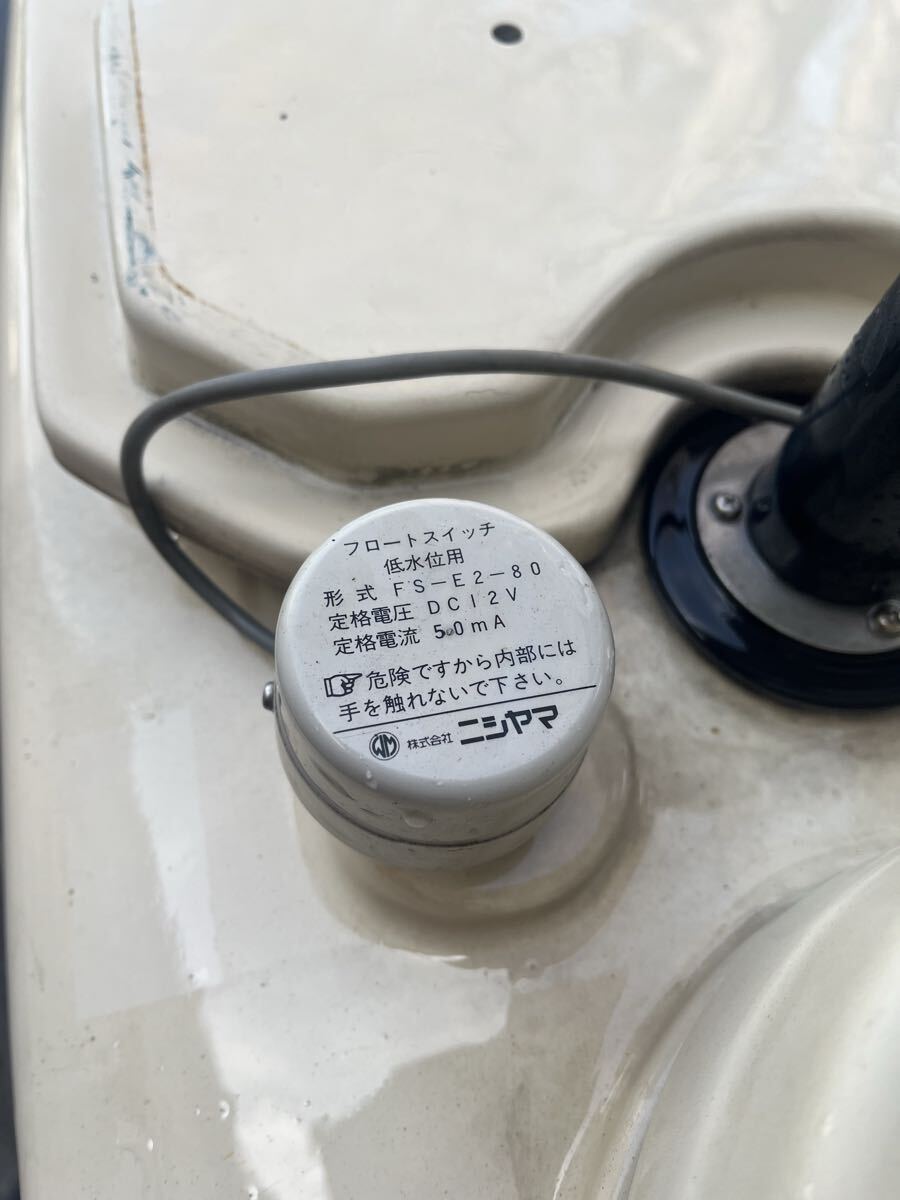 フロートスイッチ
低水位用
形式 FS-E2-80
定格電圧 DC12V
定格電流 50mA
危険ですから内部には
手を触れないで下さい。
WM 株式会社 ニシヤマ